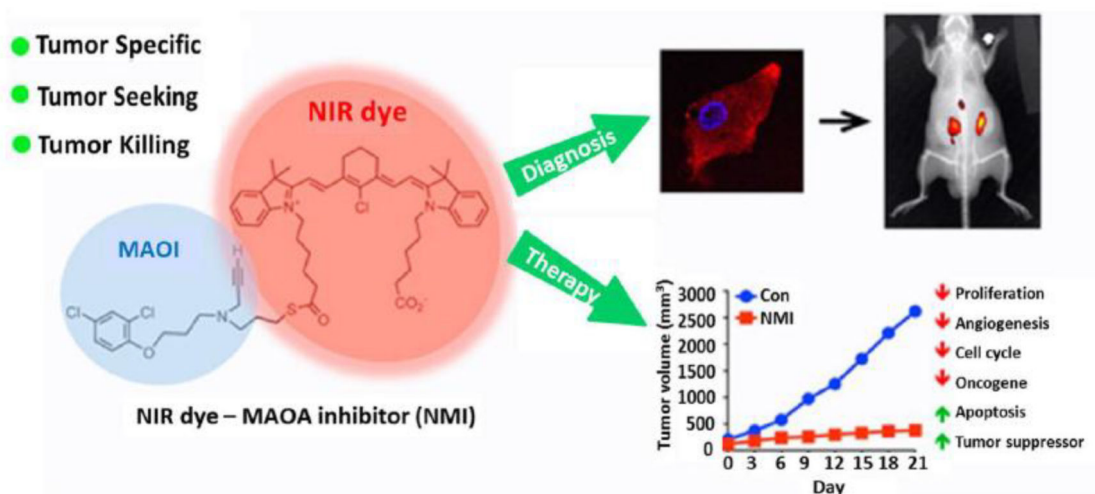 Tumor Specific
Tumor Seeking
Tumor Killing
NIR dye
N⁺
Cl
N
CO₂⁻
S
O
MAOI
H
Cl
Cl
N
O
NIR dye – MAOA inhibitor (NMI)
Diagnosis
Therapy
Tumor volume (mm³)
3000
2500
2000
1500
1000
500
0
Con
NMI
0 3 6 9 12 15 18 21
Day
Proliferation
Angiogenesis
Cell cycle
Oncogene
Apoptosis
Tumor suppressor